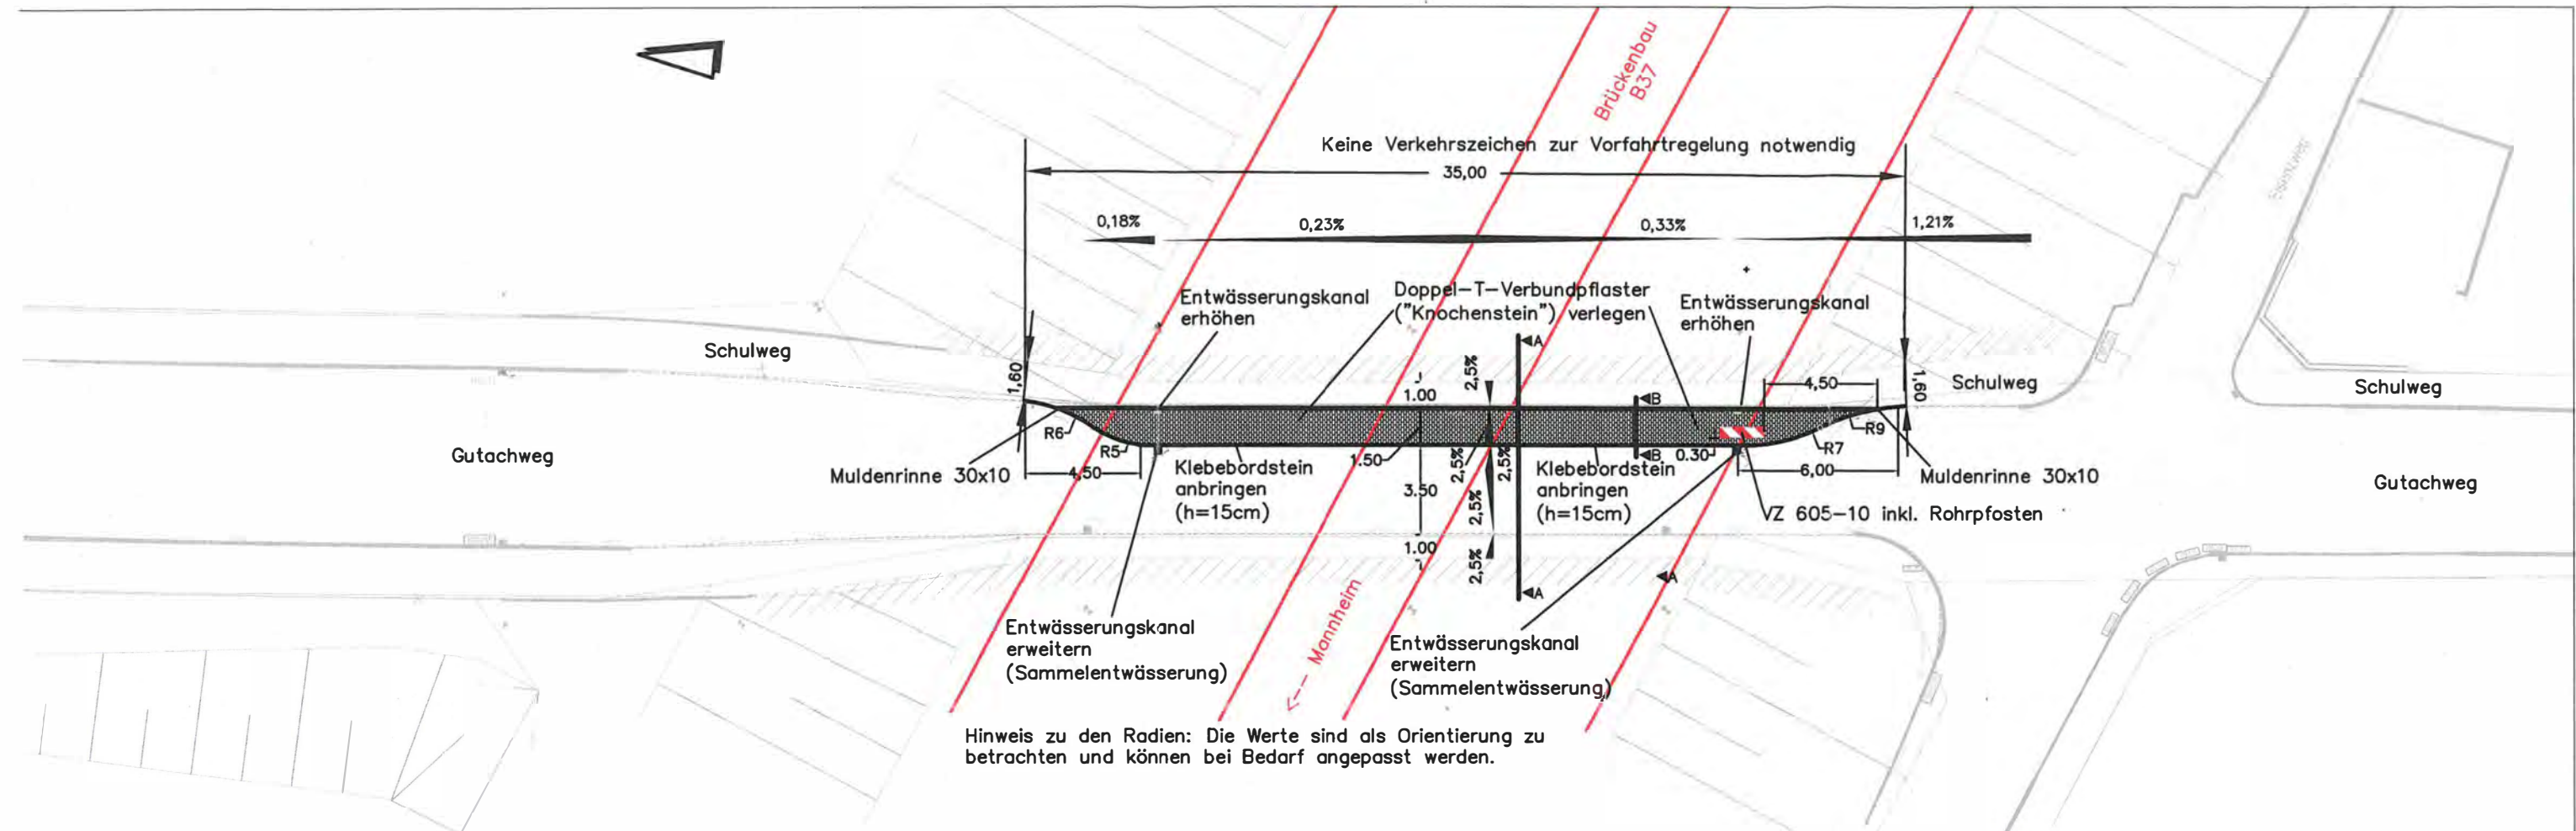 Brückenbau
B37
Keine Verkehrszeichen zur Vorfahrtregelung notwendig
35,00
0,18%
0,23%
0,33%
1,21%
Entwässerungskanal
erhöhen
Doppel-T-Verbundpflaster
("Knochenstein") verlegen
Entwässerungskanal
erhöhen
A
Schulweg
1,60
1.00
2,5%
B
4,50
1,60
Schulweg
Schulweg
Gutachweg
R6
R5
4,50
Muldenrinne 30x10
Klebebordstein
anbringen
(h=15cm)
1.50
3.50
1.00
2,5%
2,5%
2,5%
2,5%
A
Klebebordstein
anbringen
(h=15cm)
B
0.30
R7
R9
6,00
Muldenrinne 30x10
VZ 605-10 inkl. Rohrpfosten
Gutachweg
A
Entwässerungskanal
erweitern
(Sammelentwässerung)
<-- Mannheim
Entwässerungskanal
erweitern
(Sammelentwässerung)
Hinweis zu den Radien: Die Werte sind als Orientierung zu
betrachten und können bei Bedarf angepasst werden.